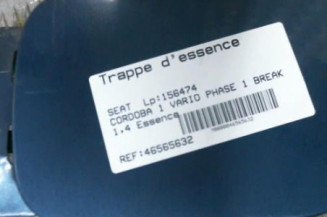 Trappe d'essence
SEAT Lp:156474
CORDOBA 1 VARIO PHASE 1 BREAK
1.4 Essence
REF:46565632